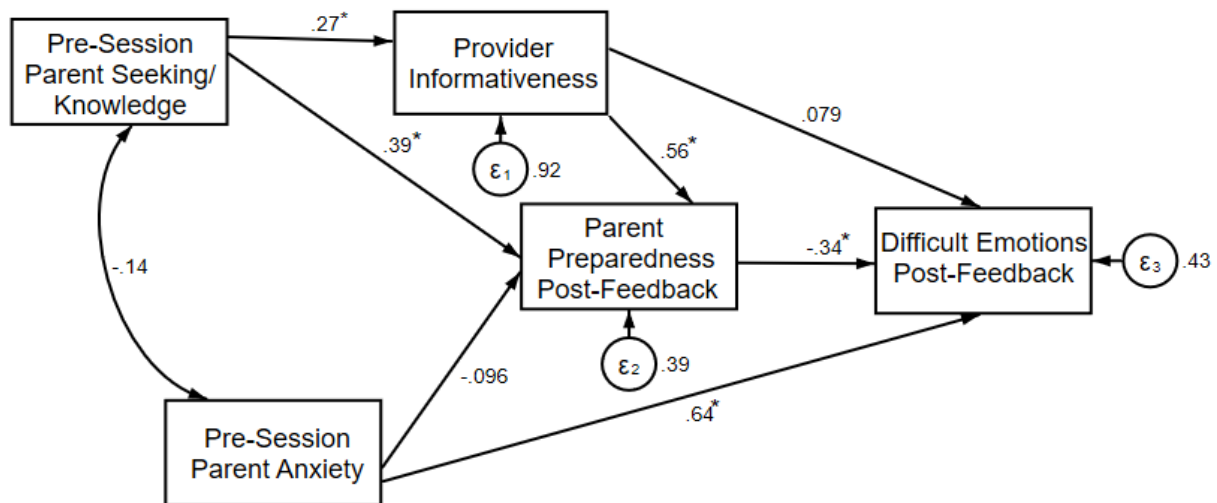 Pre-Session
Parent Seeking/
Knowledge
.27*
Provider
Informativeness
.079
.39*
ε₁
.92
.56*
Parent
Preparedness
Post-Feedback
-.34*
Difficult Emotions
Post-Feedback
ε₃
.43
-.14
ε₂
.39
-.096
.64*
Pre-Session
Parent Anxiety